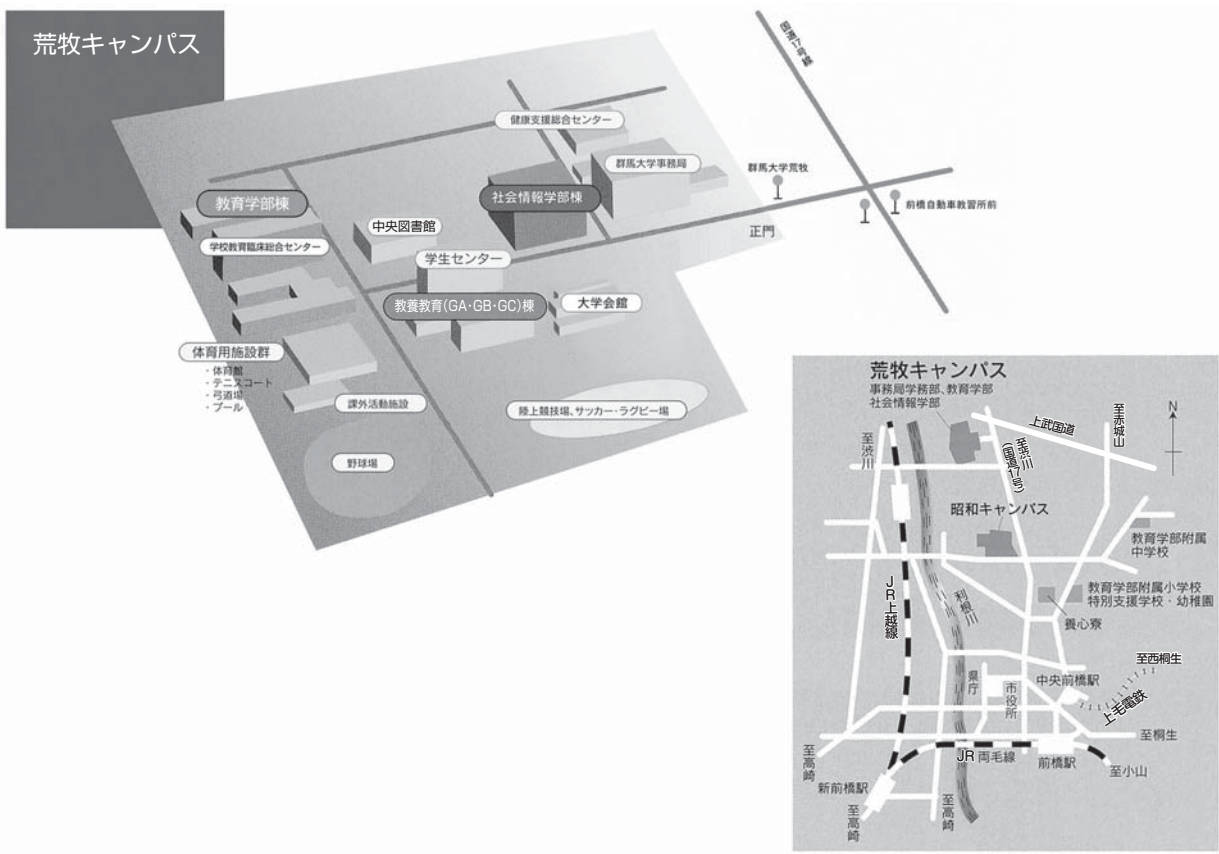 荒牧キャンパス
国道17号線
健康支援総合センター
群馬大学事務局
群馬大学荒牧
前橋自動車教習所前
正門
社会情報学部棟
教育学部棟
中央図書館
学校教育臨床総合センター
学生センター
教養教育(GA・GB・GC)棟
大学会館
体育用施設群
・体育館
・テニスコート
・弓道場
・プール
課外活動施設
陸上競技場、サッカー・ラグビー場
野球場
荒牧キャンパス
事務局学務部、教育学部
社会情報学部
至渋川
至渋川
(国道17号)
上武国道
至赤城山
N
昭和キャンパス
教育学部附属
中学校
教育学部附属小学校
特別支援学校・幼稚園
養心寮
JR上越線
利根川
県庁
市役所
中央前橋駅
至西桐生
上毛電鉄
至桐生
至高崎
JR 両毛線
前橋駅
至小山
新前橋駅
至高崎
至高崎